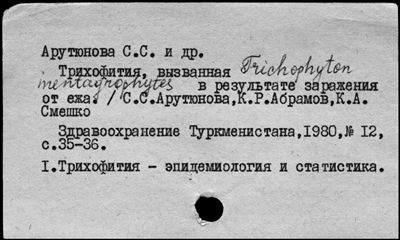 Арутюнова С.С. и др.
Трихофития, вызванная Trichophyton
mentagrophytes в результате заражения
от ежа. / С.С.Арутюнова,К.Р.Абрамов,К.А.
Смешко
Здравоохранение Туркменистана,1980,№ 12,
с.35-36.
I.Трихофития - эпидемиология и статистика.